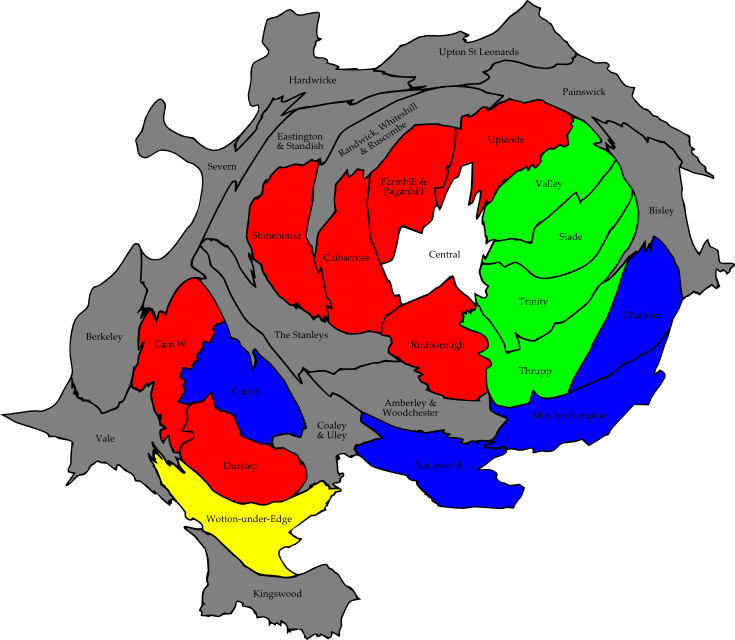 Upton St Leonards
Hardwicke
Painswick
Randwick, Whiteshill
& Ruscombe
Eastington
& Standish
Uplands
Severn
Farmhill &
Paganhill
Valley
Bisley
Stonehouse
Slade
Cainscross
Central
Trinity
Chalford
Berkeley
The Stanleys
Cam W.
Rodborough
Thrupp
Cam E.
Amberley &
Woodchester
Minchinhampton
Coaley
& Uley
Vale
Dursley
Nailsworth
Wotton-under-Edge
Kingswood